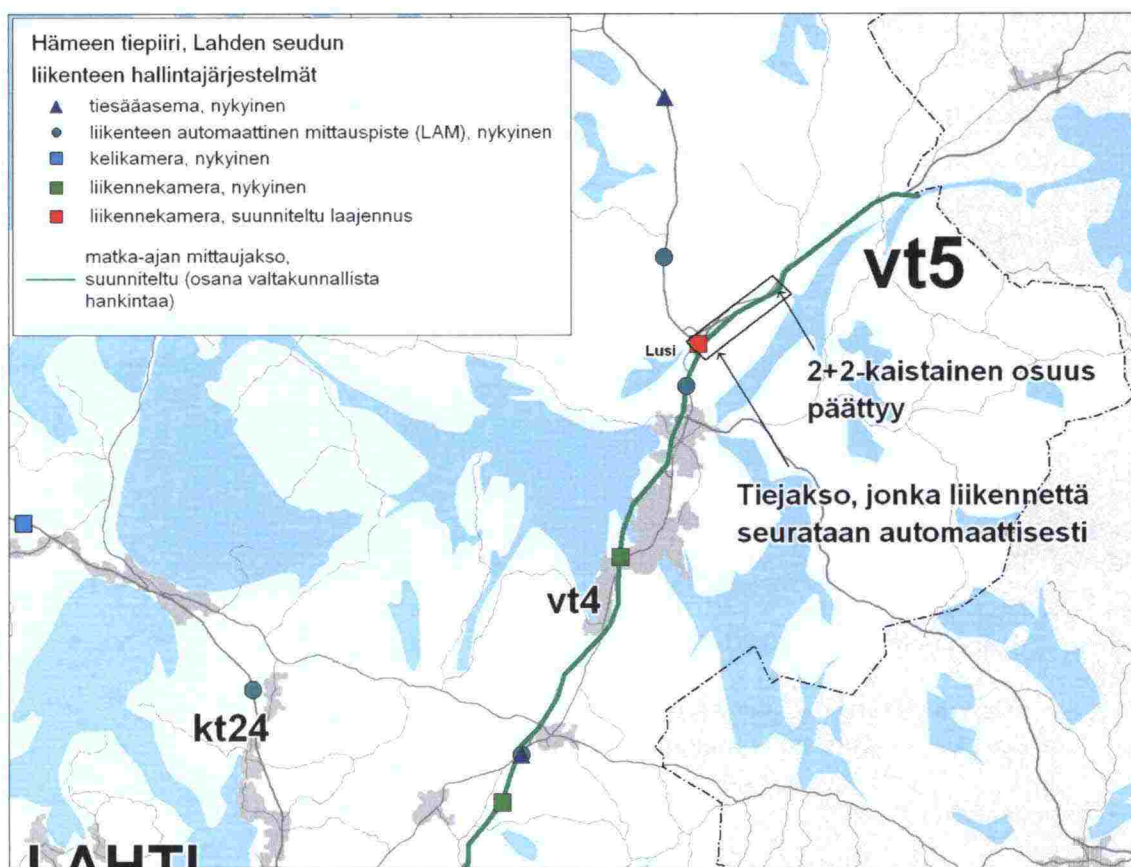 Hämeen tiepiiri, Lahden seudun
liikenteen hallintajärjestelmät
tiesääasema, nykyinen
liikenteen automaattinen mittauspiste (LAM), nykyinen
kelikamera, nykyinen
liikennekamera, nykyinen
liikennekamera, suunniteltu laajennus
matka-ajan mittaujakso,
suunniteltu (osana valtakunnallista
hankintaa)
vt5
Lusi
2+2-kaistainen osuus
päättyy
Tiejakso, jonka liikennettä
seurataan automaattisesti
vt4
kt24
LAHTI